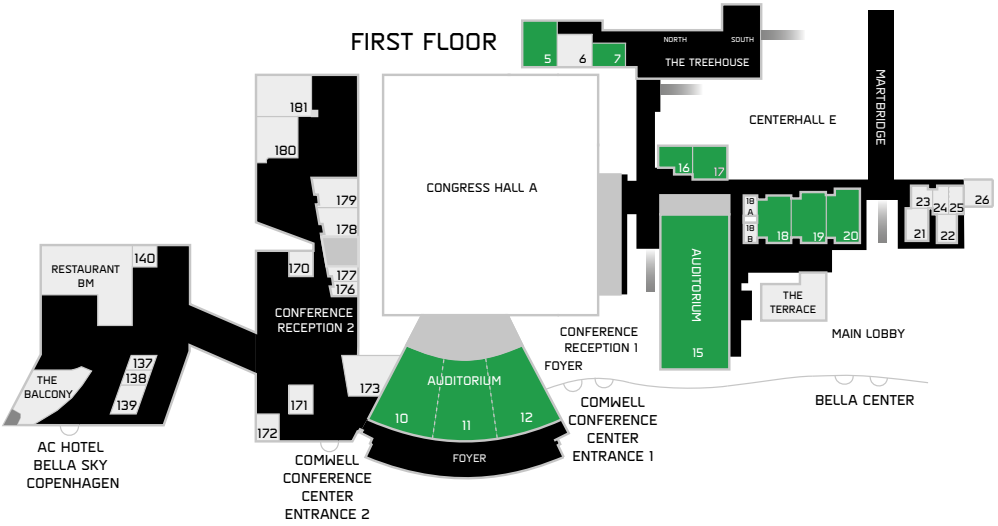 FIRST FLOOR
NORTH
SOUTH
THE TREEHOUSE
5
6
7
MARTBRIDGE
CENTERHALL E
181
180
CONGRESS HALL A
16
17
179
178
18
A
18
B
18
19
20
23
24
25
26
21
22
140
RESTAURANT
BM
170
177
176
AUDITORIUM
15
THE
TERRACE
CONFERENCE
RECEPTION 2
CONFERENCE
RECEPTION 1
FOYER
MAIN LOBBY
137
138
139
THE
BALCONY
173
171
172
AUDITORIUM
10
11
12
FOYER
BELLA CENTER
COMWELL
CONFERENCE
CENTER
ENTRANCE 1
AC HOTEL
BELLA SKY
COPENHAGEN
COMWELL
CONFERENCE
CENTER
ENTRANCE 2